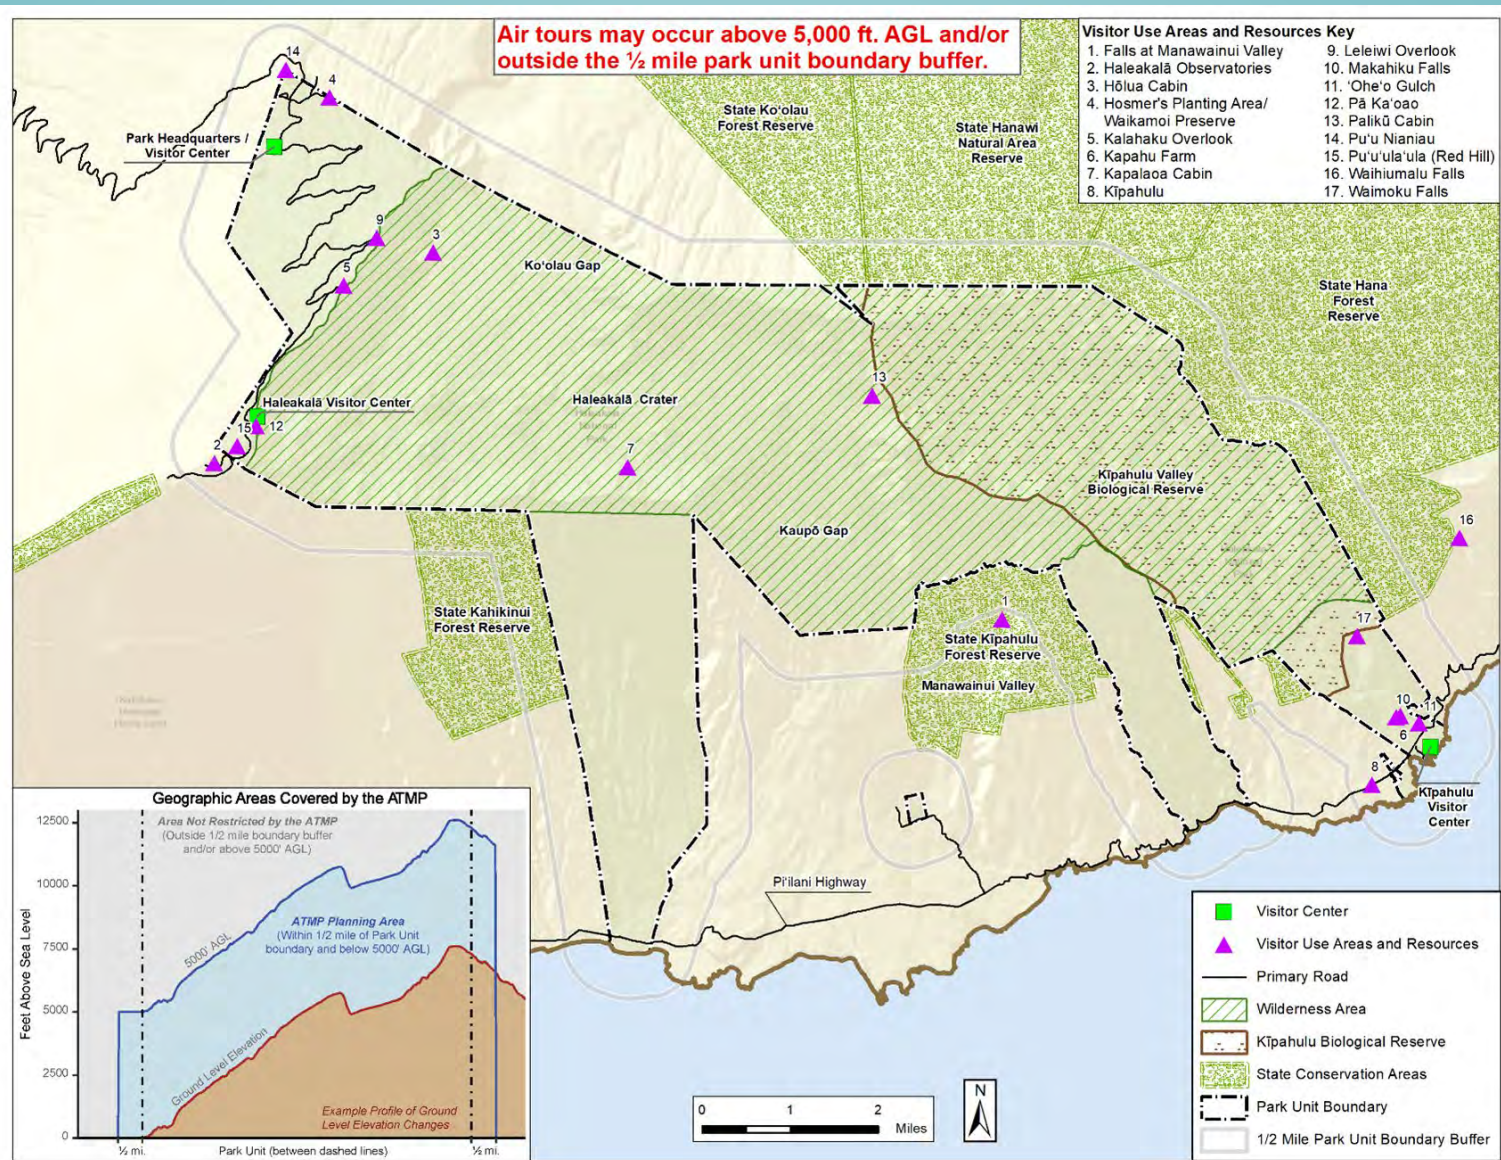 Air tours may occur above 5,000 ft. AGL and/or
outside the ½ mile park unit boundary buffer.
Visitor Use Areas and Resources Key
1. Falls at Manawainui Valley
2. Haleakalā Observatories
3. Hōlua Cabin
4. Hosmer's Planting Area/
Waikamoi Preserve
5. Kalahaku Overlook
6. Kapahu Farm
7. Kapalaoa Cabin
8. Kīpahulu
9. Leleiwi Overlook
10. Makahiku Falls
11. ʻOheʻo Gulch
12. Pā Kaʻoao
13. Palikū Cabin
14. Puʻu Nianiau
15. Puʻuʻulaʻula (Red Hill)
16. Waihiumalu Falls
17. Waimoku Falls
14
4
Park Headquarters /
Visitor Center
State Koʻolau
Forest Reserve
State Hanawi
Natural Area
Reserve
9
3
5
Koʻolau Gap
State Hana
Forest
Reserve
13
Haleakalā Visitor Center
Haleakalā Crater
15
12
2
7
Kīpahulu Valley
Biological Reserve
Kaupō Gap
16
State Kahikinui
Forest Reserve
1
State Kīpahulu
Forest Reserve
Manawainui Valley
17
10
11
6
8
Kīpahulu
Visitor
Center
Piʻilani Highway
Geographic Areas Covered by the ATMP
Area Not Restricted by the ATMP
(Outside 1/2 mile boundary buffer
and/or above 5000' AGL)
ATMP Planning Area
(Within 1/2 mile of Park Unit
boundary and below 5000' AGL)
5000' AGL
Ground Level Elevation
Example Profile of Ground
Level Elevation Changes
Feet Above Sea Level
12500
10000
7500
5000
2500
0
½ mi.
Park Unit (between dashed lines)
½ mi.
0 1 2
Miles
N
Visitor Center
Visitor Use Areas and Resources
Primary Road
Wilderness Area
Kīpahulu Biological Reserve
State Conservation Areas
Park Unit Boundary
1/2 Mile Park Unit Boundary Buffer